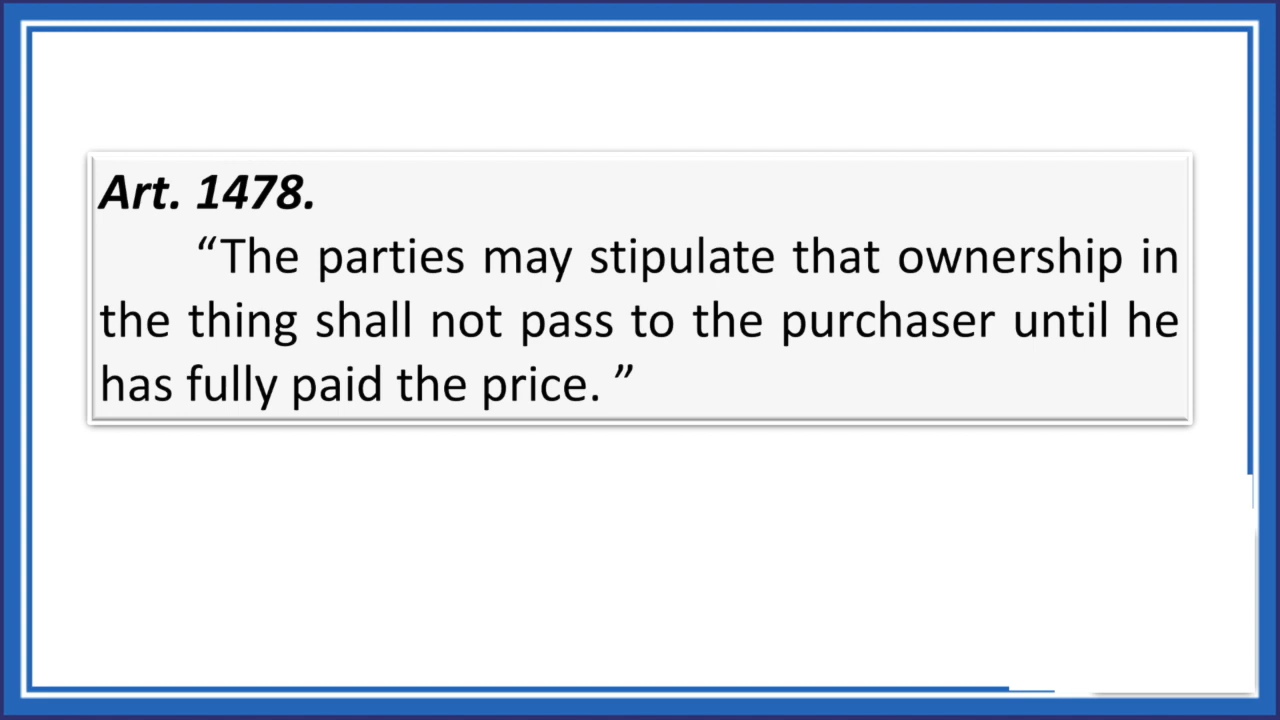 Art. 1478.
“The parties may stipulate that ownership in
the thing shall not pass to the purchaser until he
has fully paid the price. ”